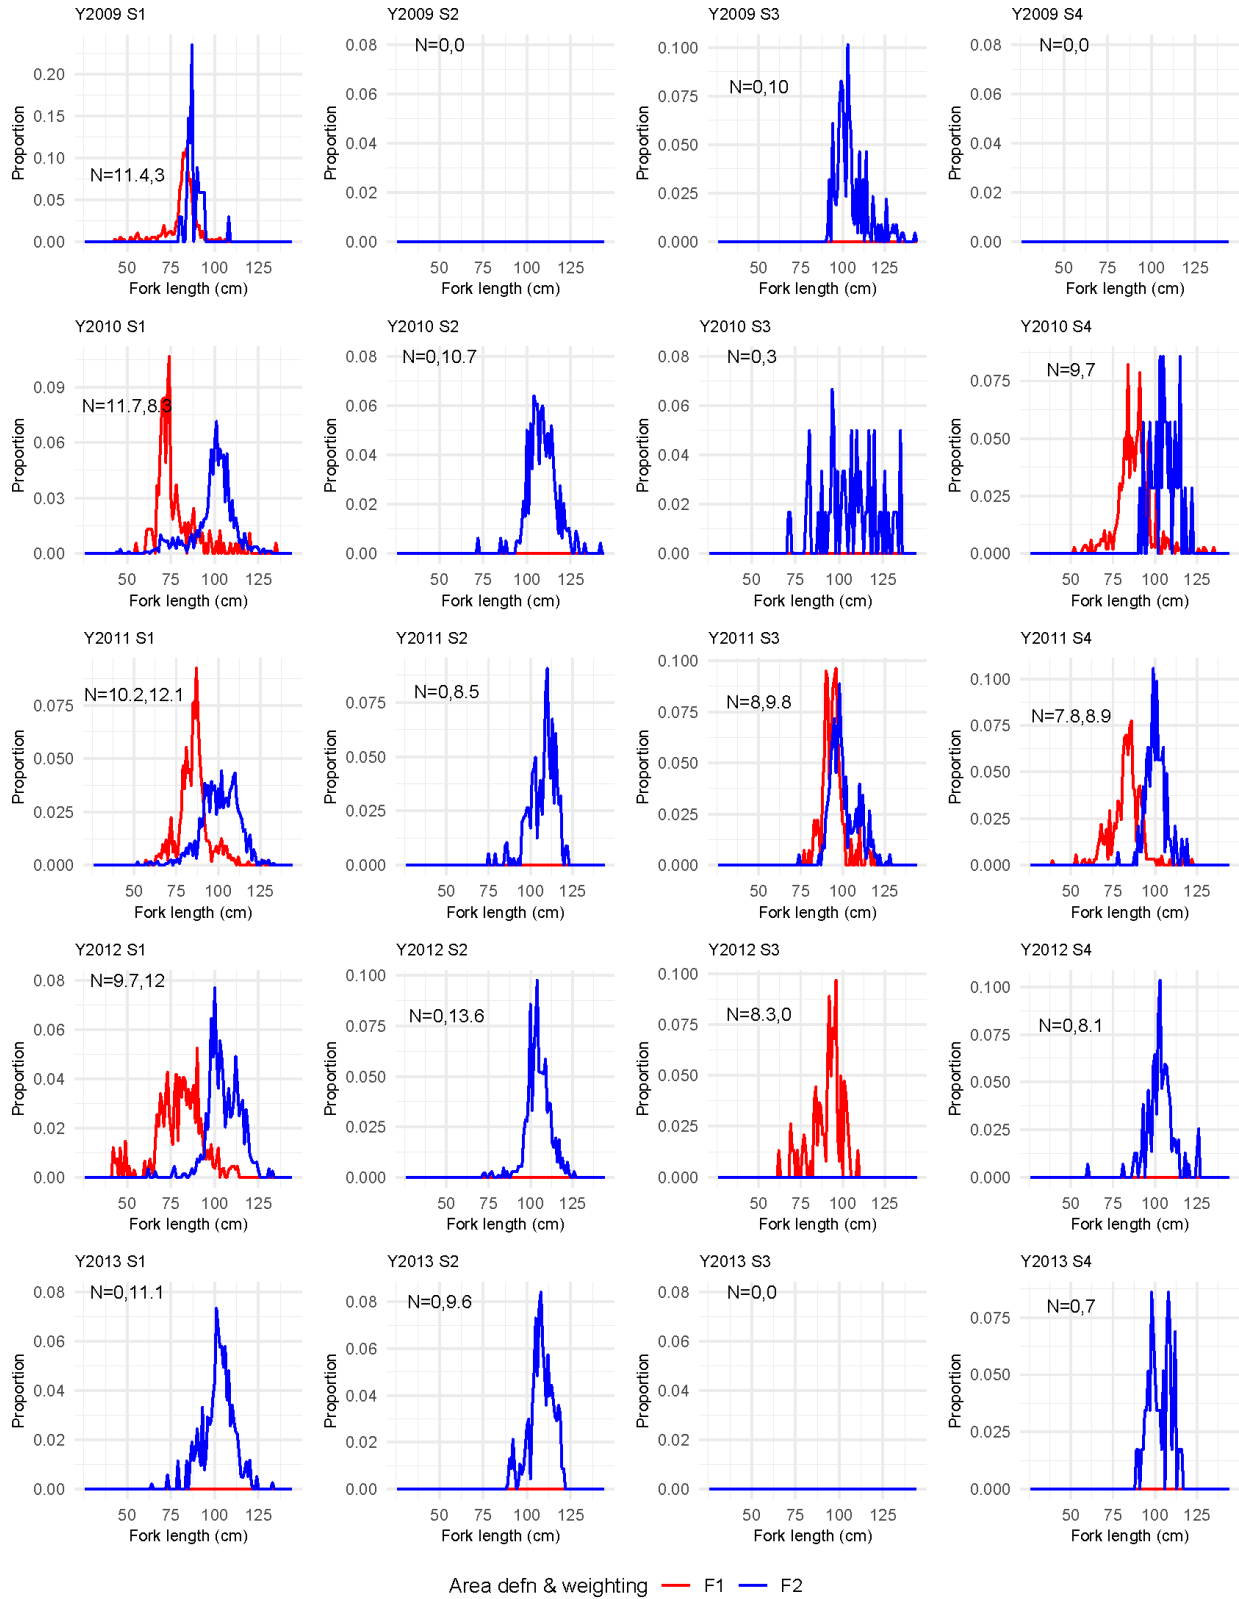 Y2009 S1
N=11.4,3
0.20
0.15
0.10
0.05
0.00
Proportion
50 75 100 125
Fork length (cm)
Y2009 S2
N=0,0
0.08
0.06
0.04
0.02
0.00
Proportion
50 75 100 125
Fork length (cm)
Y2009 S3
N=0,10
0.100
0.075
0.050
0.025
0.000
Proportion
50 75 100 125
Fork length (cm)
Y2009 S4
N=0,0
0.08
0.06
0.04
0.02
0.00
Proportion
50 75 100 125
Fork length (cm)
Y2010 S1
N=11.7,8.3
0.09
0.06
0.03
0.00
Proportion
50 75 100 125
Fork length (cm)
Y2010 S2
N=0,10.7
0.08
0.06
0.04
0.02
0.00
Proportion
50 75 100 125
Fork length (cm)
Y2010 S3
N=0,3
0.08
0.06
0.04
0.02
0.00
Proportion
50 75 100 125
Fork length (cm)
Y2010 S4
N=9,7
0.075
0.050
0.025
0.000
Proportion
50 75 100 125
Fork length (cm)
Y2011 S1
N=10.2,12.1
0.075
0.050
0.025
0.000
Proportion
50 75 100 125
Fork length (cm)
Y2011 S2
N=0,8.5
0.075
0.050
0.025
0.000
Proportion
50 75 100 125
Fork length (cm)
Y2011 S3
N=8,9.8
0.100
0.075
0.050
0.025
0.000
Proportion
50 75 100 125
Fork length (cm)
Y2011 S4
N=7.8,8.9
0.100
0.075
0.050
0.025
0.000
Proportion
50 75 100 125
Fork length (cm)
Y2012 S1
N=9.7,12
0.08
0.06
0.04
0.02
0.00
Proportion
50 75 100 125
Fork length (cm)
Y2012 S2
N=0,13.6
0.100
0.075
0.050
0.025
0.000
Proportion
50 75 100 125
Fork length (cm)
Y2012 S3
N=8.3,0
0.100
0.075
0.050
0.025
0.000
Proportion
50 75 100 125
Fork length (cm)
Y2012 S4
N=0,8.1
0.100
0.075
0.050
0.025
0.000
Proportion
50 75 100 125
Fork length (cm)
Y2013 S1
N=0,11.1
0.08
0.06
0.04
0.02
0.00
Proportion
50 75 100 125
Fork length (cm)
Y2013 S2
N=0,9.6
0.08
0.06
0.04
0.02
0.00
Proportion
50 75 100 125
Fork length (cm)
Y2013 S3
N=0,0
0.08
0.06
0.04
0.02
0.00
Proportion
50 75 100 125
Fork length (cm)
Y2013 S4
N=0,7
0.075
0.050
0.025
0.000
Proportion
50 75 100 125
Fork length (cm)
Area defn & weighting F1 F2